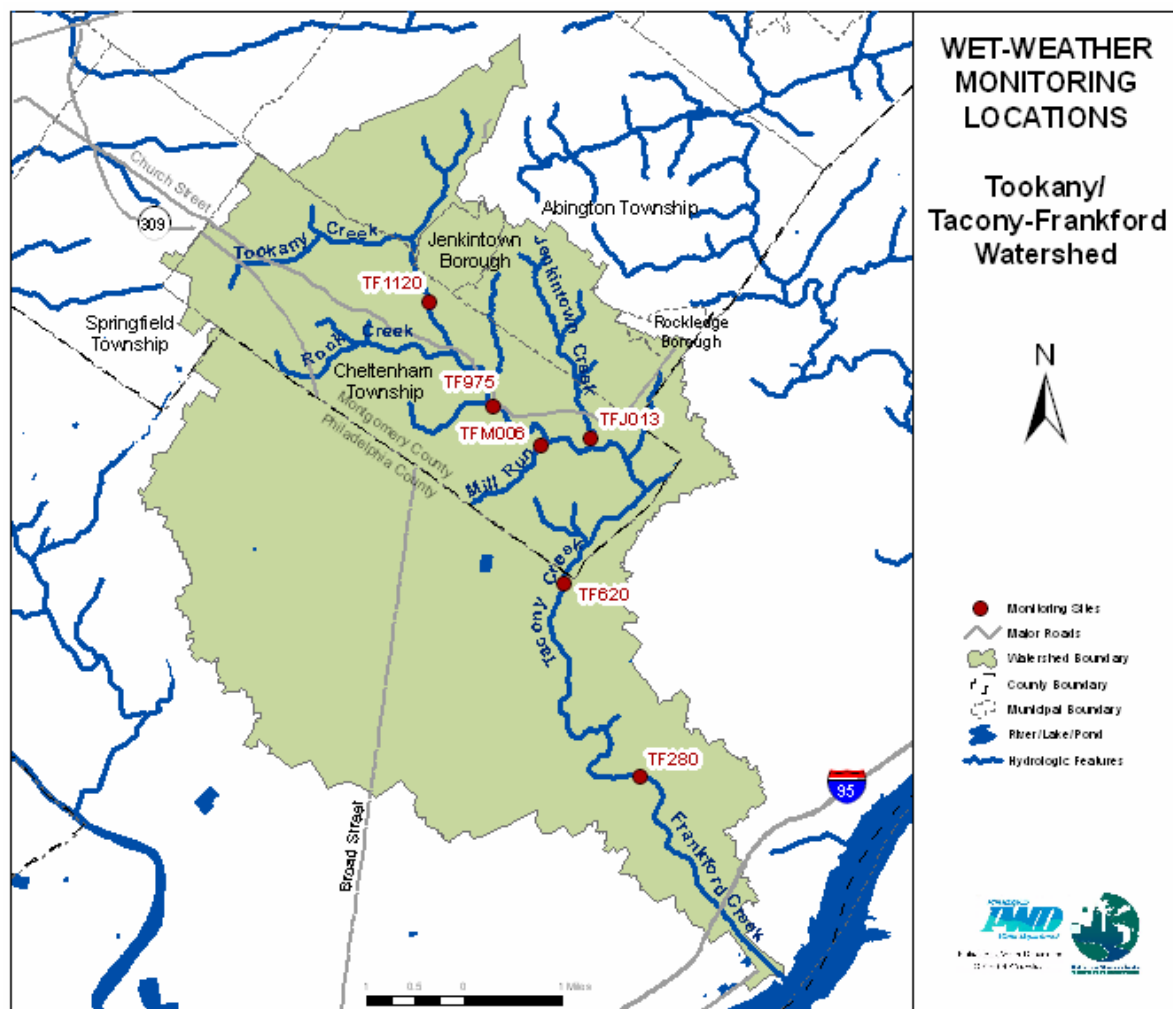 WET-WEATHER
MONITORING
LOCATIONS
Tookany/
Tacony-Frankford
Watershed
N
Monitoring Sites
Major Roads
Watershed Boundary
County Boundary
Municipal Boundary
River/Lake/Pond
Hydrologic Features
PWD
Church Street
309
Tookany Creek
Abington Township
Jenkintown
Borough
Jenkintown Creek
TF1120
Springfield
Township
Rock Creek
Rockledge
Borough
Cheltenham
Township
TF975
Montgomery County
Philadelphia County
TFM006
TFJ013
Mill Run
TF620
Tacony Creek
TF280
95
Frankford Creek
Broad Street
1 0.5 0 1 Miles